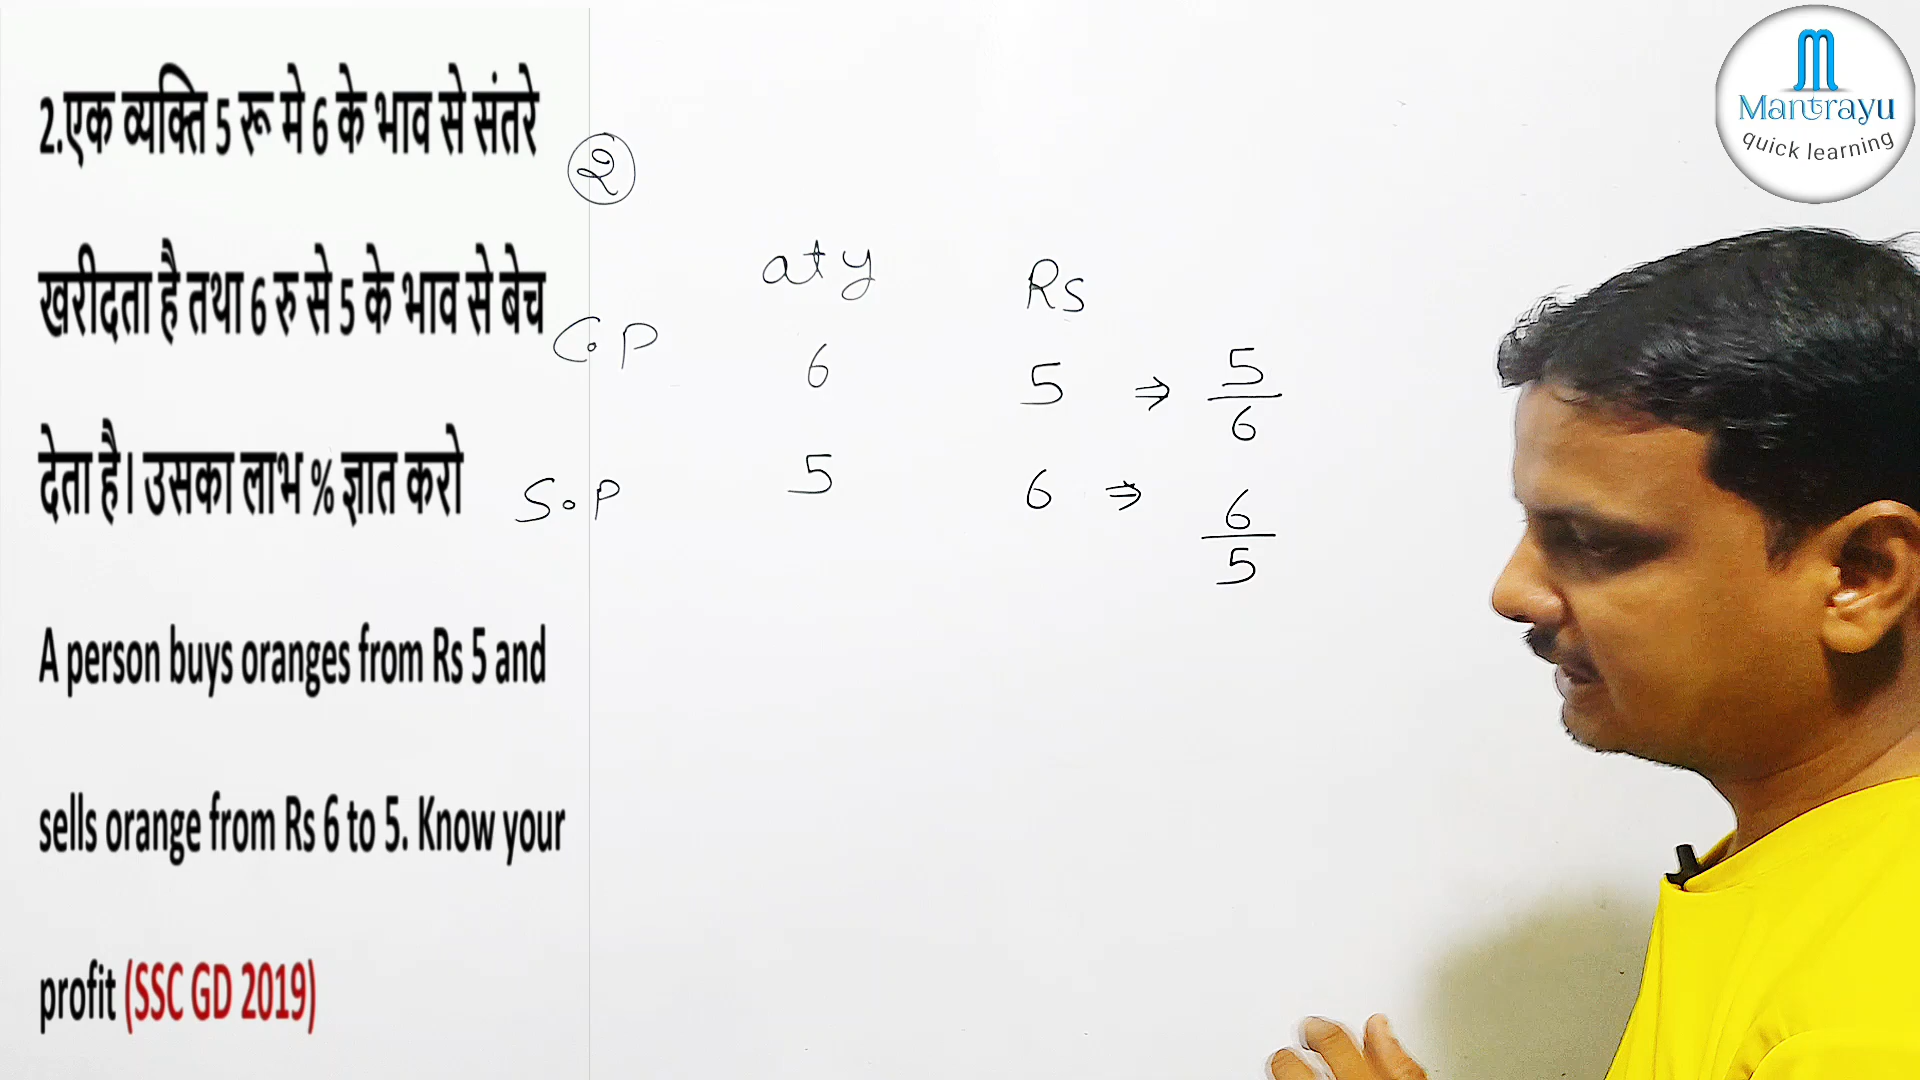 2.एक व्यक्ति 5 रू मे 6 के भाव से संतरे
खरीदता है तथा 6 रु से 5 के भाव से बेच
देता है। उसका लाभ % ज्ञात करो
A person buys oranges from Rs 5 and
sells orange from Rs 6 to 5. Know your
profit (SSC GD 2019)
2
qty Rs
C.P 6 5 ⇒ 5/6
S.P 5 6 ⇒ 6/5
Mantrayu
quick learning